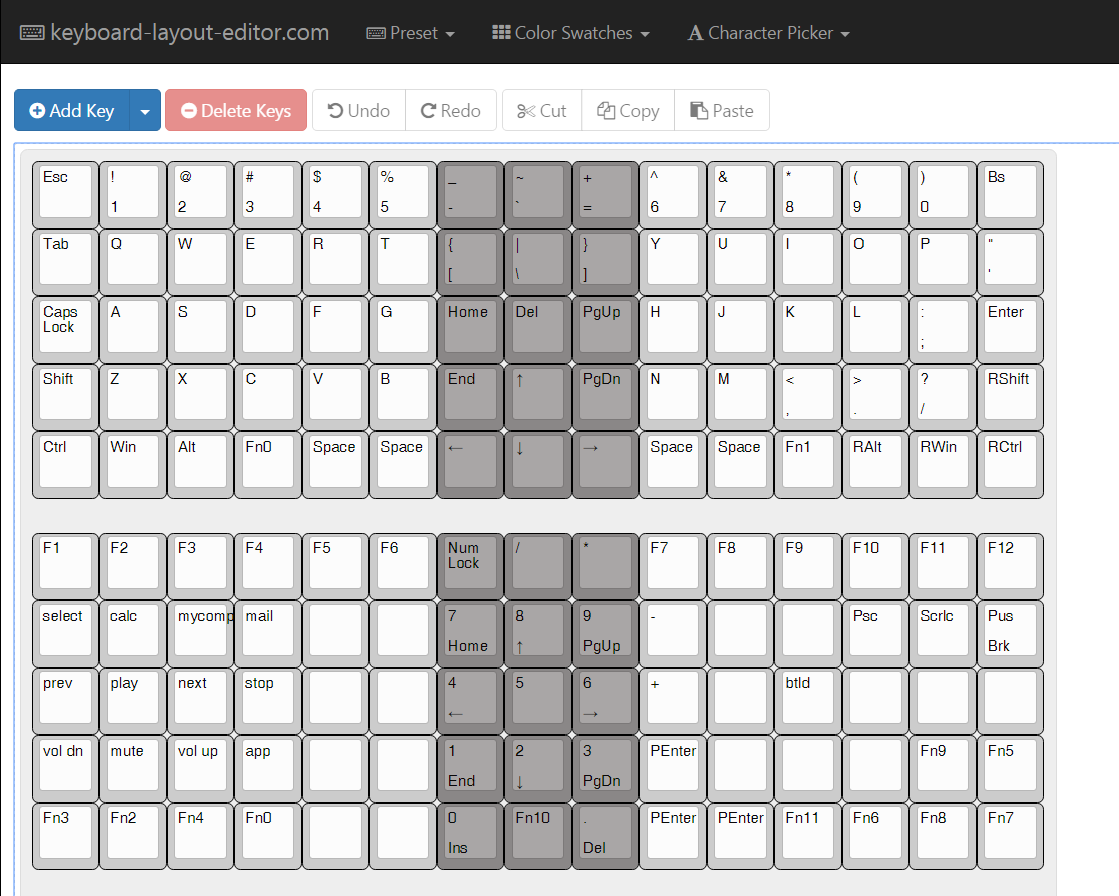 keyboard-layout-editor.com Preset Color Swatches Character Picker
Add Key Delete Keys Undo Redo Cut Copy Paste
Esc ! @ # $ % _ ~ + ^ & * ( ) Bs
1 2 3 4 5 - ` = 6 7 8 9 0
Tab Q W E R T { | } Y U I O P "
[ \ ] '
Caps A S D F G Home Del PgUp H J K L : Enter
Lock ;
Shift Z X C V B End ↑ PgDn N M < > ? RShift
, . /
Ctrl Win Alt Fn0 Space Space ← ↓ → Space Space Fn1 RAlt RWin RCtrl
F1 F2 F3 F4 F5 F6 Num / * F7 F8 F9 F10 F11 F12
Lock
select calc mycomp mail 7 8 9 - Psc Scrlc Pus
Home ↑ PgUp Brk
prev play next stop 4 5 6 + btld
← →
vol dn mute vol up app 1 2 3 PEnter Fn9 Fn5
End ↓ PgDn
Fn3 Fn2 Fn4 Fn0 0 Fn10 . PEnter PEnter Fn11 Fn6 Fn8 Fn7
Ins Del